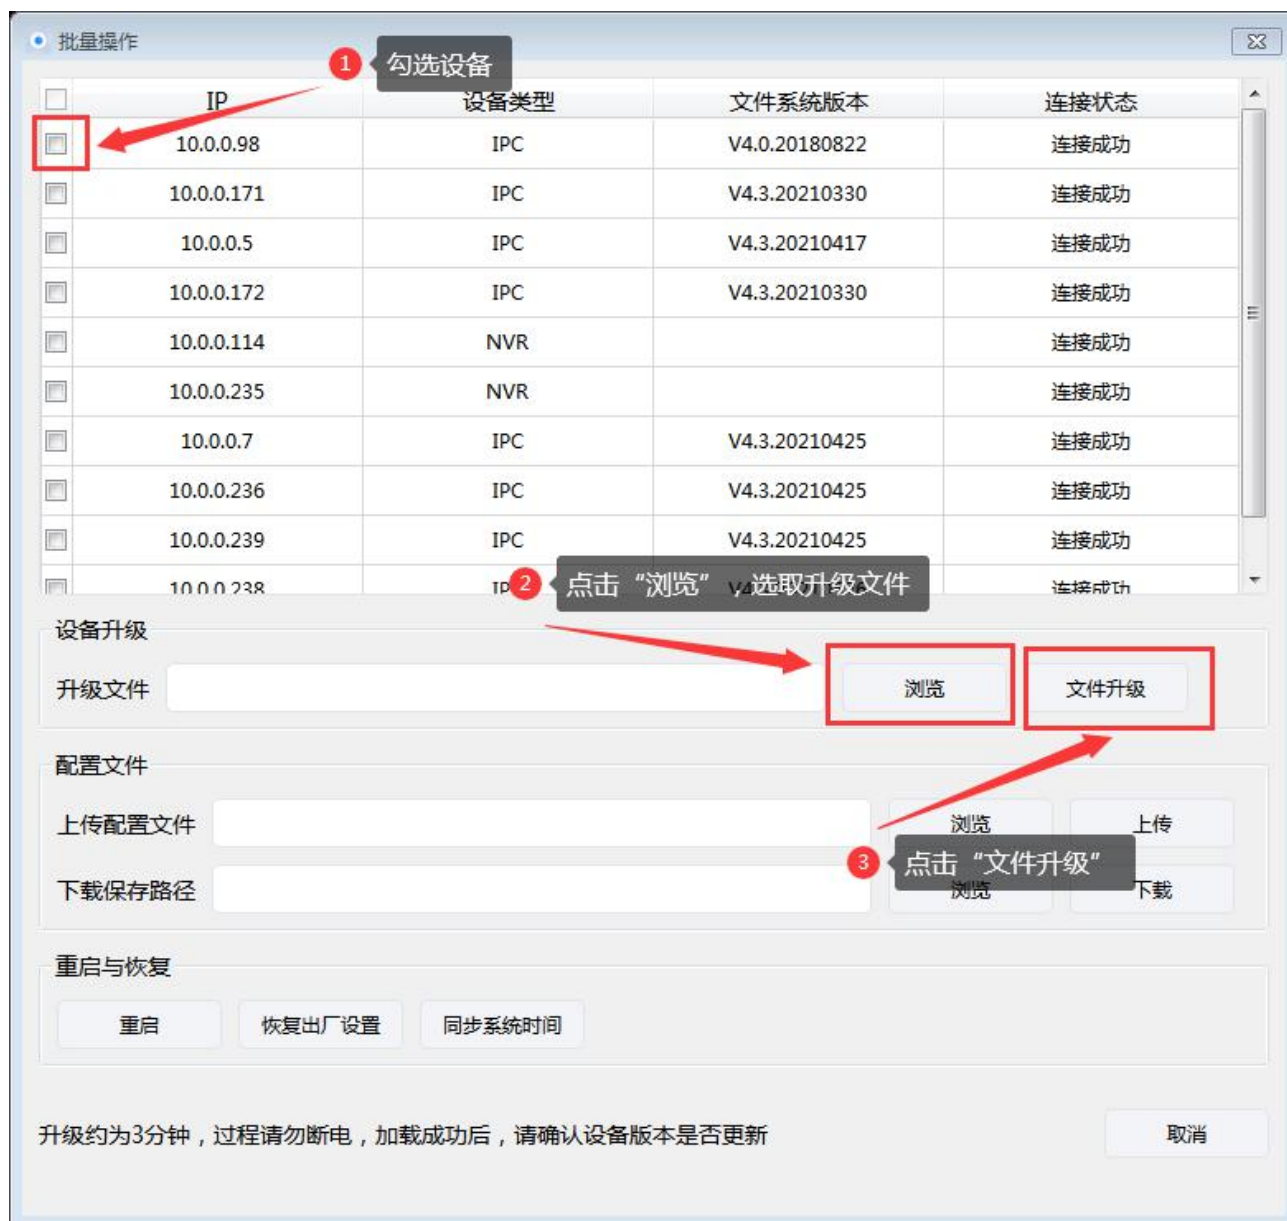 批量操作
1 勾选设备
IP 设备类型 文件系统版本 连接状态
10.0.0.98 IPC V4.0.20180822 连接成功
10.0.0.171 IPC V4.3.20210330 连接成功
10.0.0.5 IPC V4.3.20210417 连接成功
10.0.0.172 IPC V4.3.20210330 连接成功
10.0.0.114 NVR 连接成功
10.0.0.235 NVR 连接成功
10.0.0.7 IPC V4.3.20210425 连接成功
10.0.0.236 IPC V4.3.20210425 连接成功
10.0.0.239 IPC V4.3.20210425 连接成功
10.0.0.238 连接成功
2 点击“浏览”，选取升级文件
设备升级
升级文件 浏览 文件升级
配置文件
上传配置文件 浏览 上传
3 点击“文件升级”
下载保存路径 浏览 下载
重启与恢复
重启 恢复出厂设置 同步系统时间
升级约为3分钟，过程请勿断电，加载成功后，请确认设备版本是否更新 取消